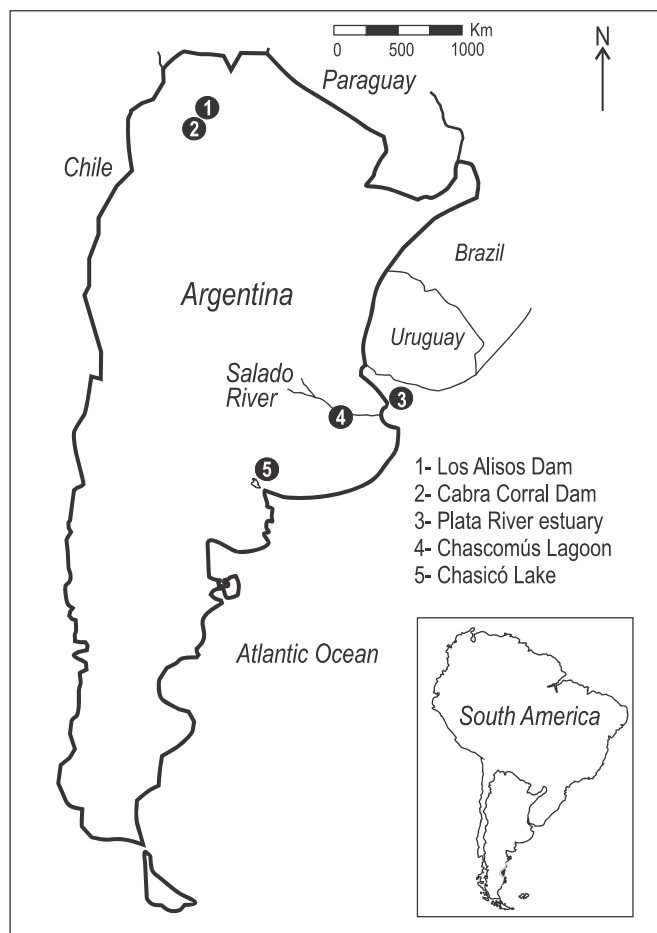 Km
0 500 1000
N
Paraguay
1
2
Chile
Brazil
Argentina
Uruguay
Salado
River
3
4
5
1- Los Alisos Dam
2- Cabra Corral Dam
3- Plata River estuary
4- Chascomús Lagoon
5- Chasicó Lake
Atlantic Ocean
South America